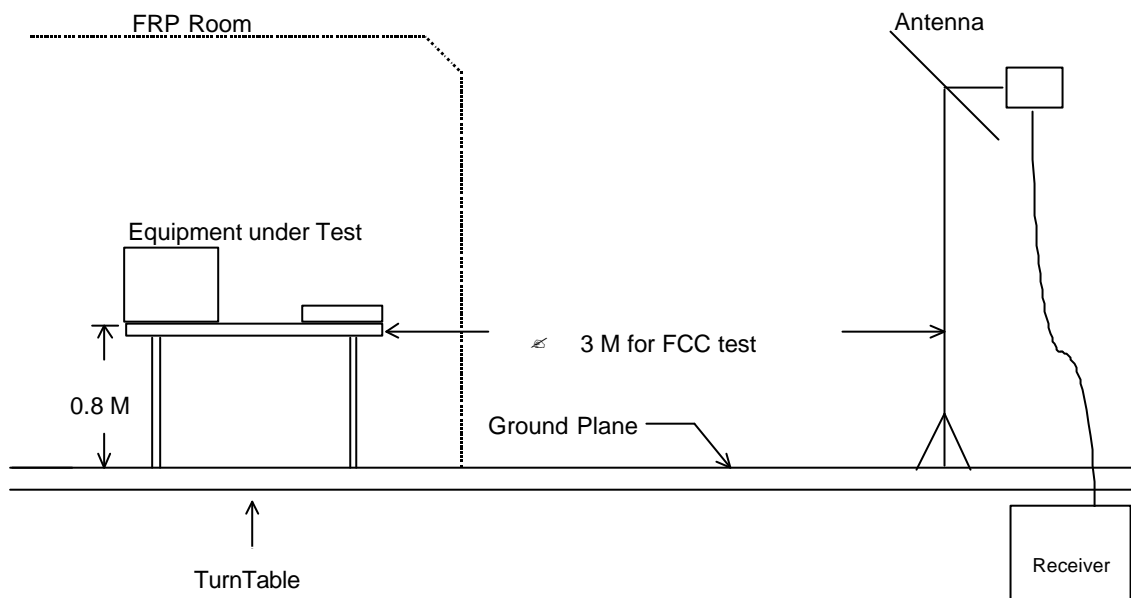 FRP Room
Antenna
Equipment under Test
3 M for FCC test
0.8 M
Ground Plane
TurnTable
Receiver